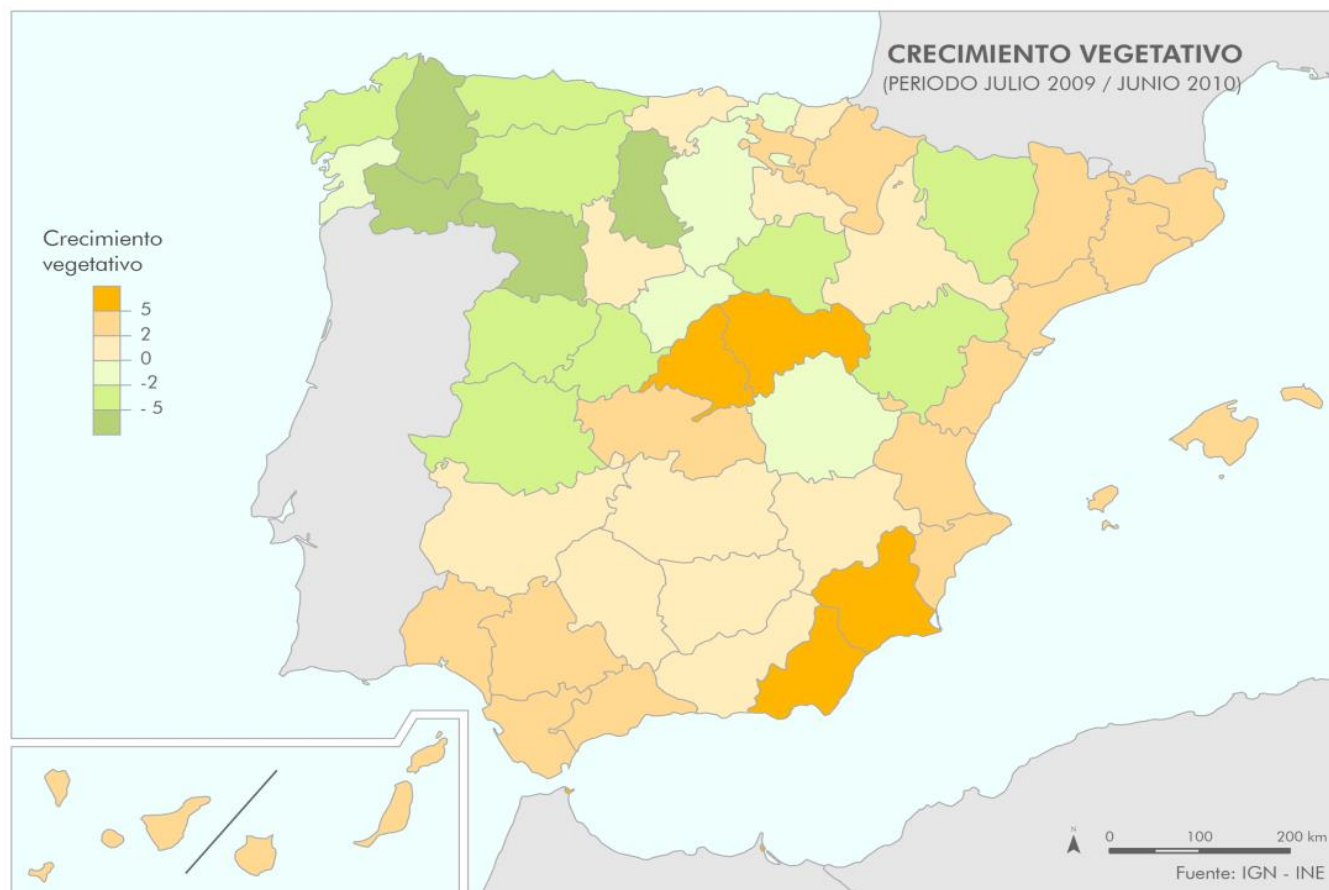 CRECIMIENTO VEGETATIVO
(PERIODO JULIO 2009 / JUNIO 2010)
Crecimiento
vegetativo
5
2
0
-2
- 5
N
0 100 200 km
Fuente: IGN - INE